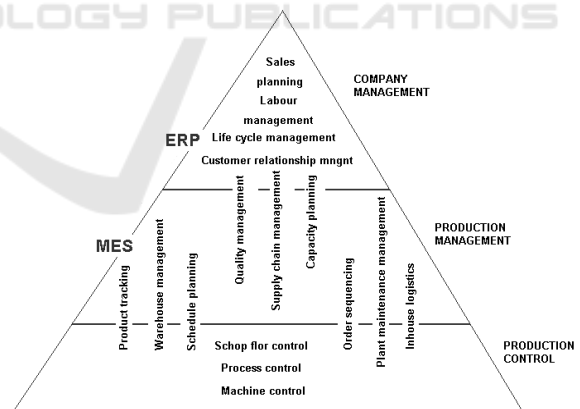 LOGY PUBLICATIONS
Sales
planning
Labour
management
Life cycle management
Customer relationship mngnt
ERP
COMPANY
MANAGEMENT
Quality management
Supply chain management
Capacity planning
MES
Product tracking
Warehouse management
Schedule planning
Order sequencing
Plant maintenance management
Inhouse logistics
PRODUCTION
MANAGEMENT
Schop flor control
Process control
Machine control
PRODUCTION
CONTROL